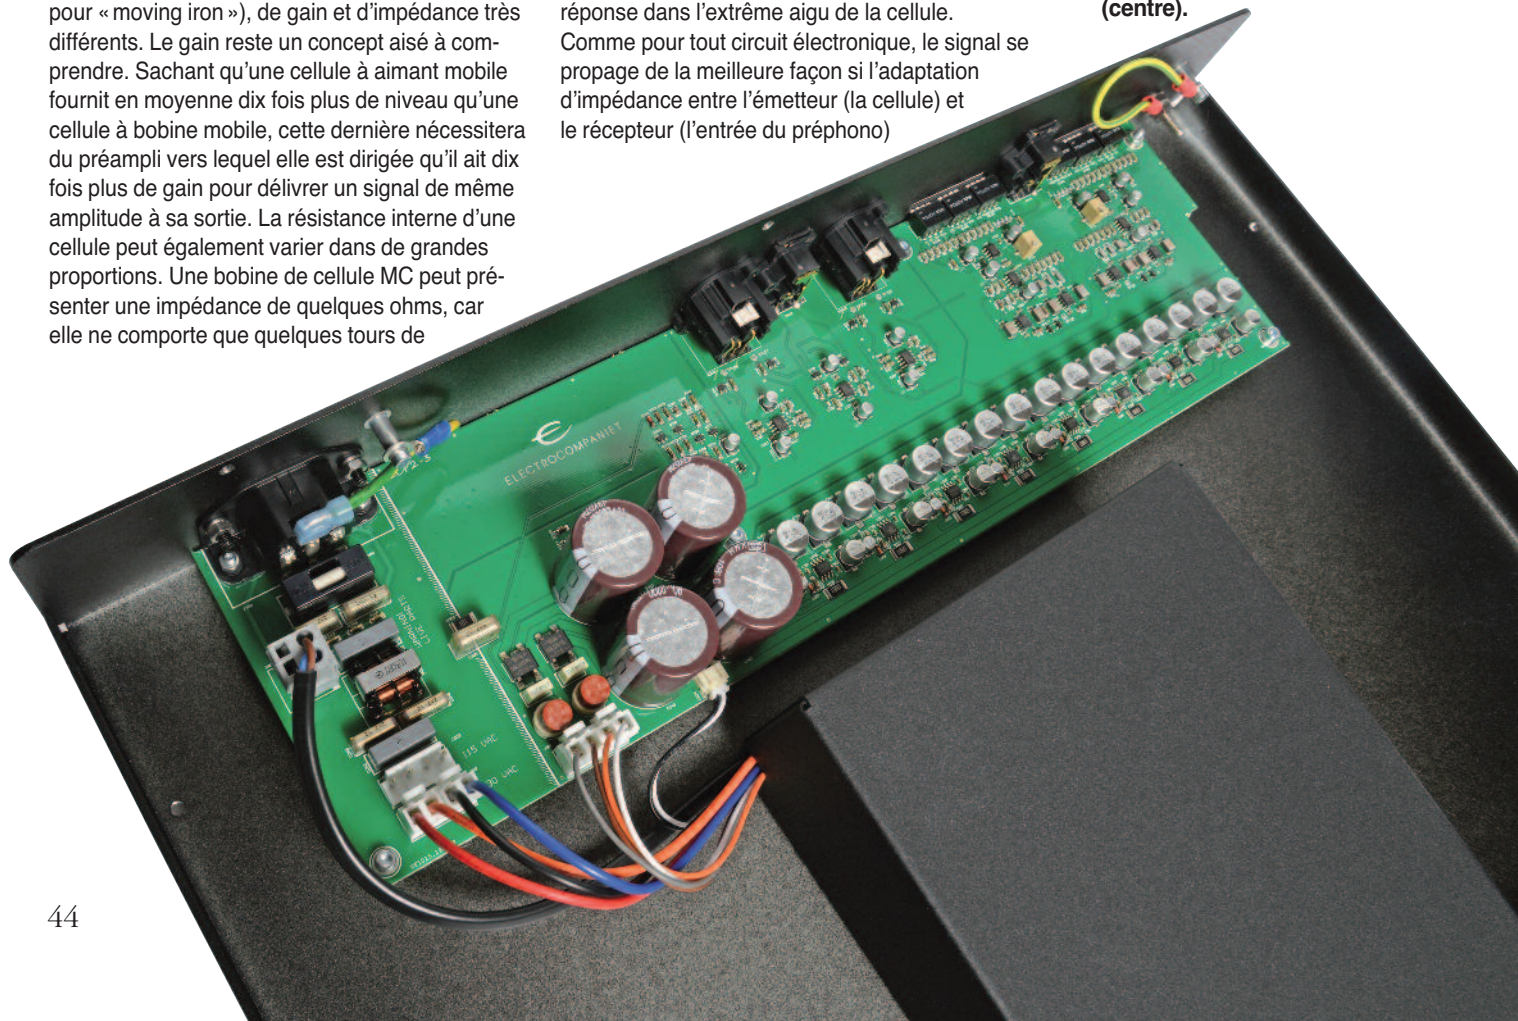 pour « moving iron »), de gain et d’impédance très
différents. Le gain reste un concept aisé à com-
prendre. Sachant qu’une cellule à aimant mobile
fournit en moyenne dix fois plus de niveau qu’une
cellule à bobine mobile, cette dernière nécessitera
du préampli vers lequel elle est dirigée qu’il ait dix
fois plus de gain pour délivrer un signal de même
amplitude à sa sortie. La résistance interne d’une
cellule peut également varier dans de grandes
proportions. Une bobine de cellule MC peut pré-
senter une impédance de quelques ohms, car
elle ne comporte que quelques tours de
réponse dans l’extrême aigu de la cellule.
Comme pour tout circuit électronique, le signal se
propage de la meilleure façon si l’adaptation
d’impédance entre l’émetteur (la cellule) et
le récepteur (l’entrée du préphono)
(centre).
ELECTROCOMPANIET
WARNING!
LIVE PARTS
115 VAC
30 VAC
44